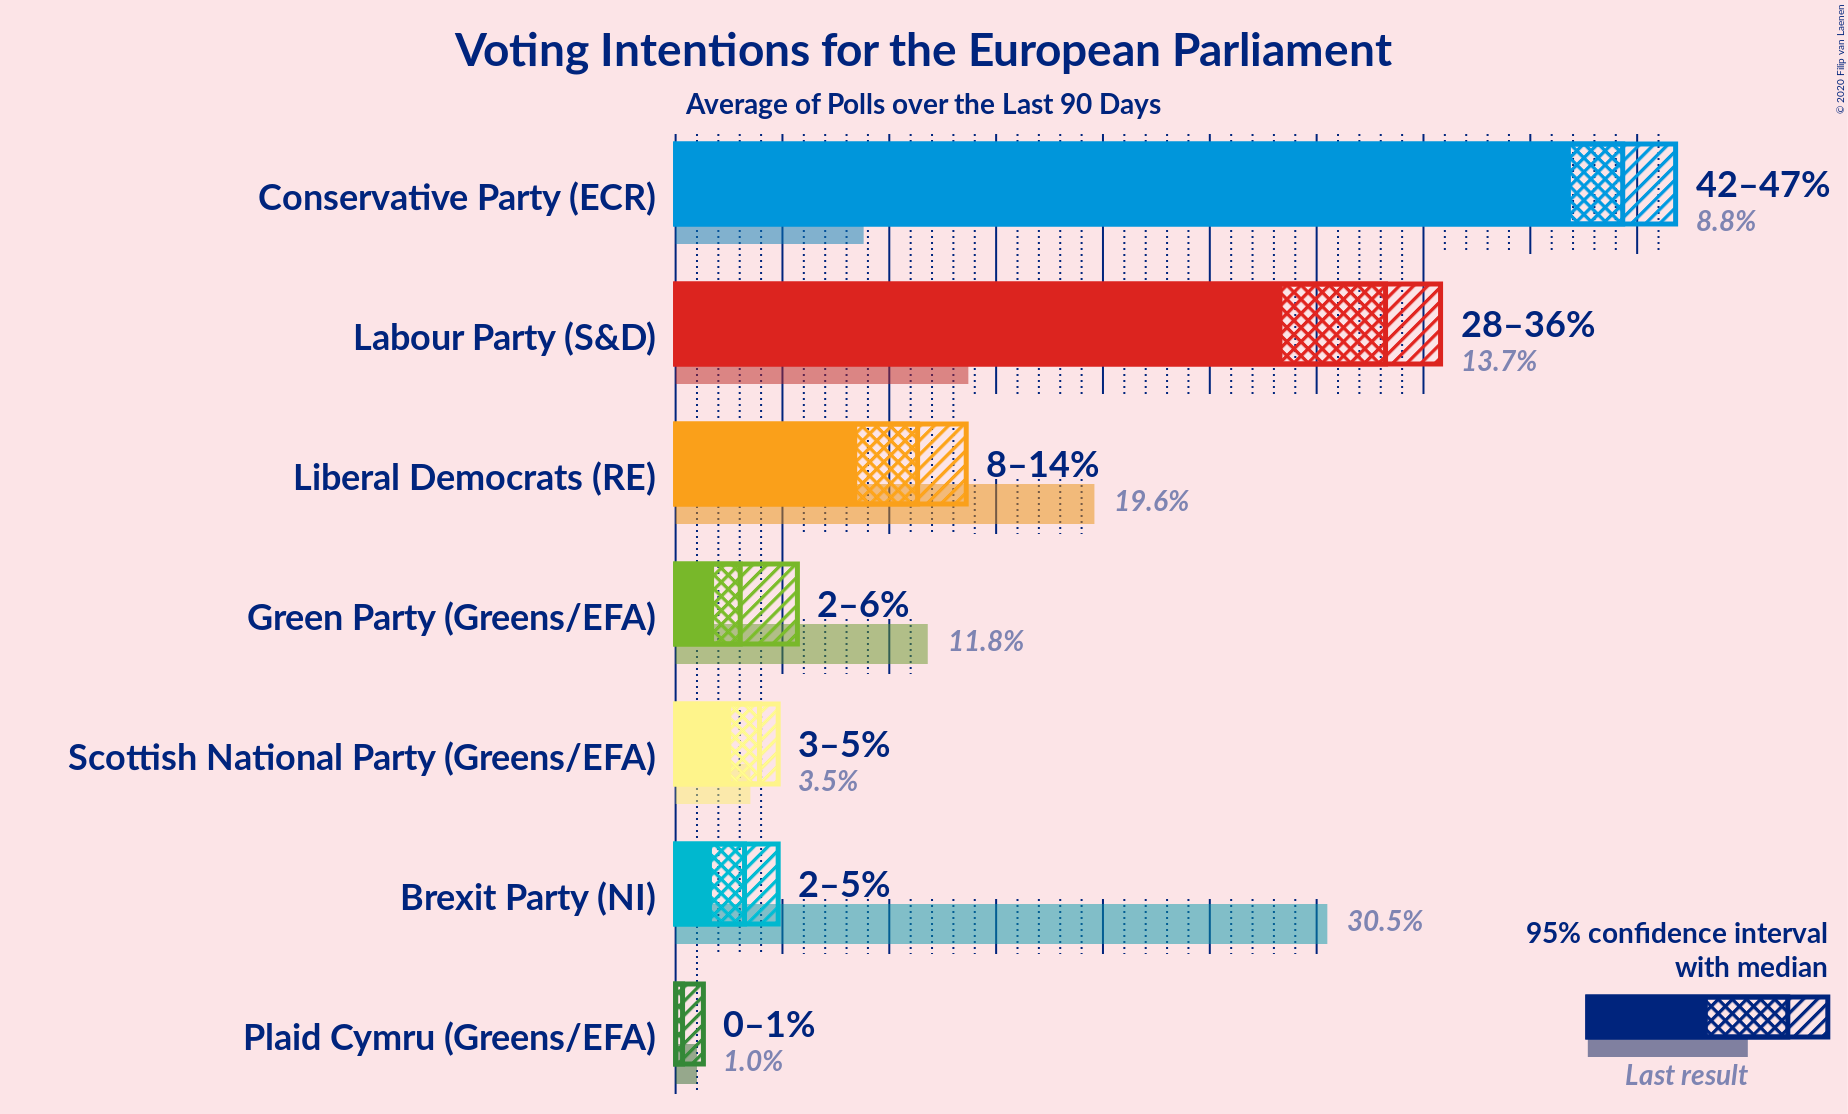 Voting Intentions for the European Parliament
Average of Polls over the Last 90 Days
© 2020 Filip van Laenen
Conservative Party (ECR)
42–47%
8.8%
Labour Party (S&D)
28–36%
13.7%
Liberal Democrats (RE)
8–14%
19.6%
Green Party (Greens/EFA)
2–6%
11.8%
Scottish National Party (Greens/EFA)
3–5%
3.5%
Brexit Party (NI)
2–5%
30.5%
Plaid Cymru (Greens/EFA)
0–1%
1.0%
95% confidence interval
with median
Last result